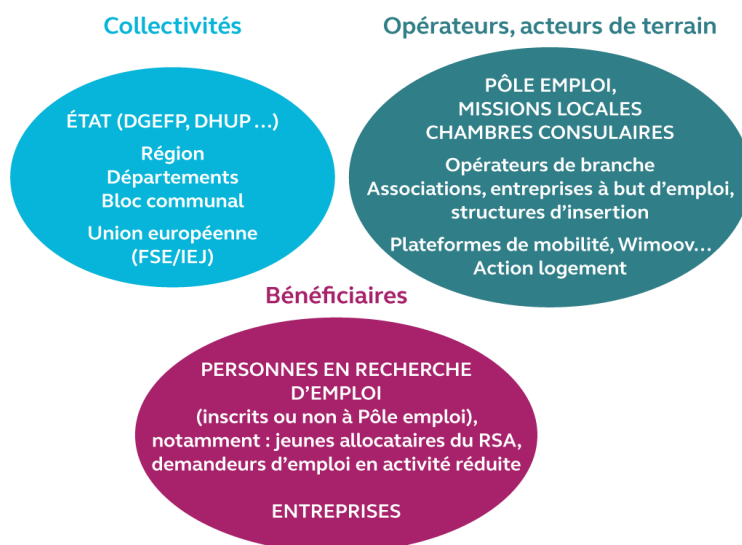 Collectivités
ÉTAT (DGEFP, DHUP ...)
Région
Départements
Bloc communal
Union européenne
(FSE/IEJ)
Opérateurs, acteurs de terrain
PÔLE EMPLOI,
MISSIONS LOCALES
CHAMBRES CONSULAIRES
Opérateurs de branche
Associations, entreprises à but d'emploi,
structures d'insertion
Plateformes de mobilité, Wimoov...
Action logement
Bénéficiaires
PERSONNES EN RECHERCHE
D'EMPLOI
(inscrits ou non à Pôle emploi),
notamment : jeunes allocataires du RSA,
demandeurs d'emploi en activité réduite
ENTREPRISES